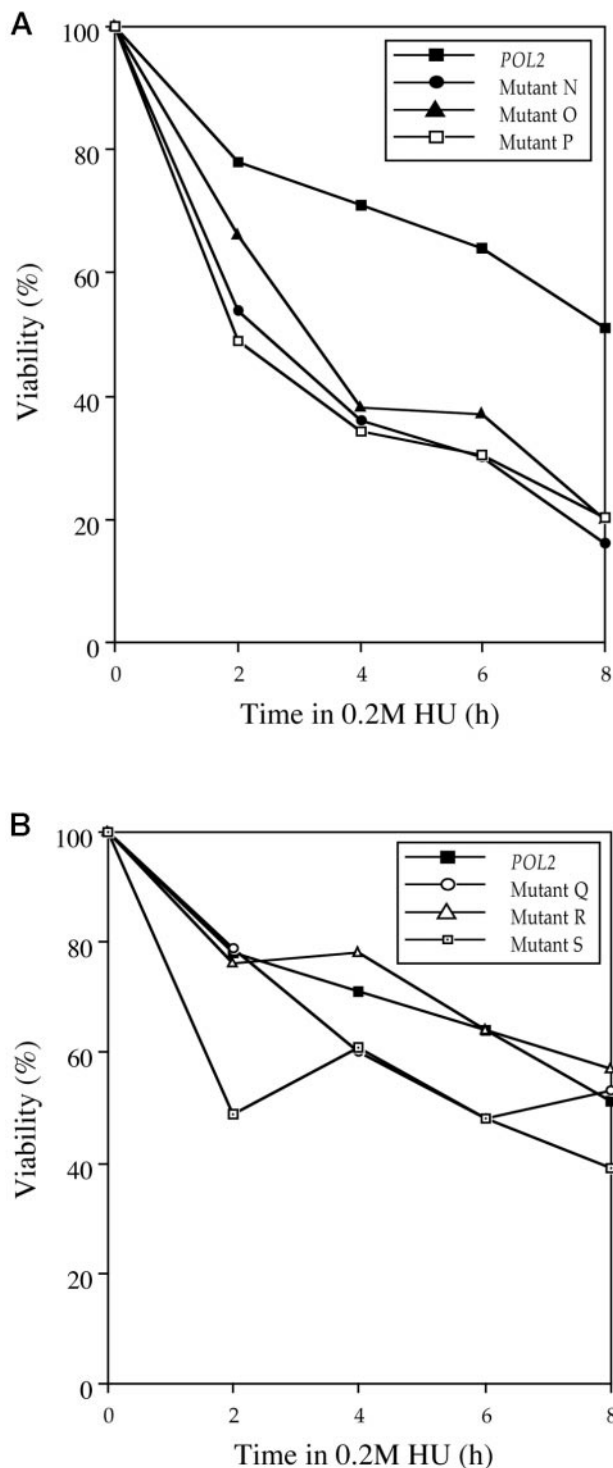 A
100
80
60
40
20
0
Viability (%)
POL2
Mutant N
Mutant O
Mutant P
0 2 4 6 8
Time in 0.2M HU (h)
B
100
80
60
40
20
0
Viability (%)
POL2
Mutant Q
Mutant R
Mutant S
0 2 4 6 8
Time in 0.2M HU (h)